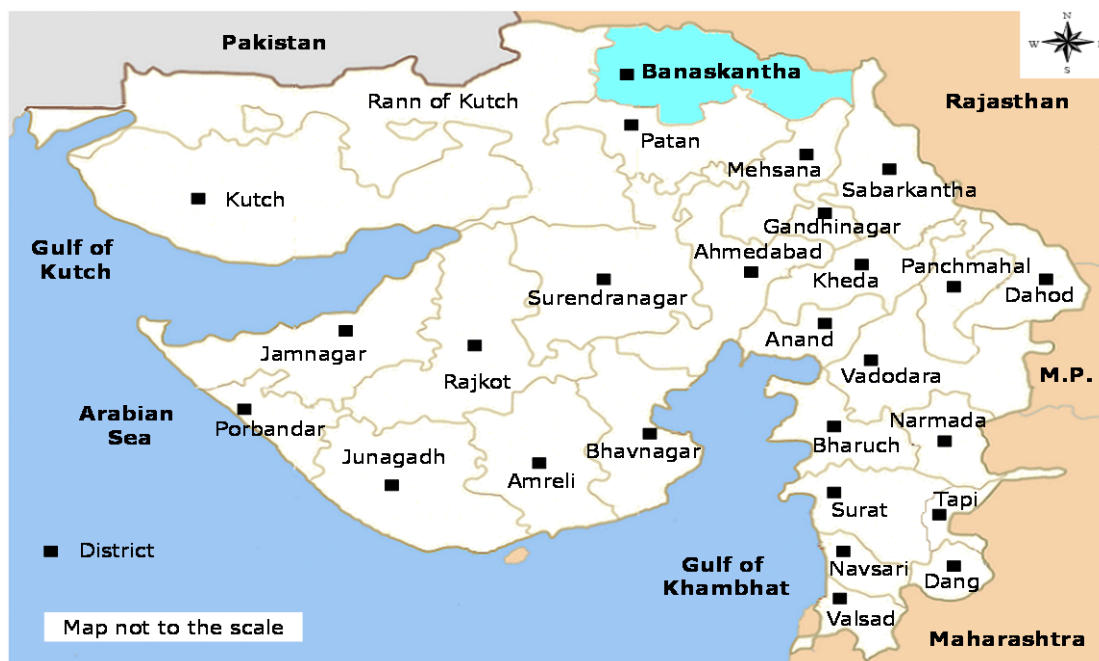 Pakistan
N
W
S
Banaskantha
Rann of Kutch
Rajasthan
Patan
Mehsana
Sabarkantha
Kutch
Gandhinagar
Gulf of
Kutch
Ahmedabad
Kheda
Panchmahal
Dahod
Surendranagar
Jamnagar
Anand
Rajkot
Vadodara
M.P.
Arabian
Sea
Porbandar
Narmada
Bharuch
Junagadh
Bhavnagar
Amreli
Surat
Tapi
District
Gulf of
Khambhat
Navsari
Dang
Valsad
Map not to the scale
Maharashtra